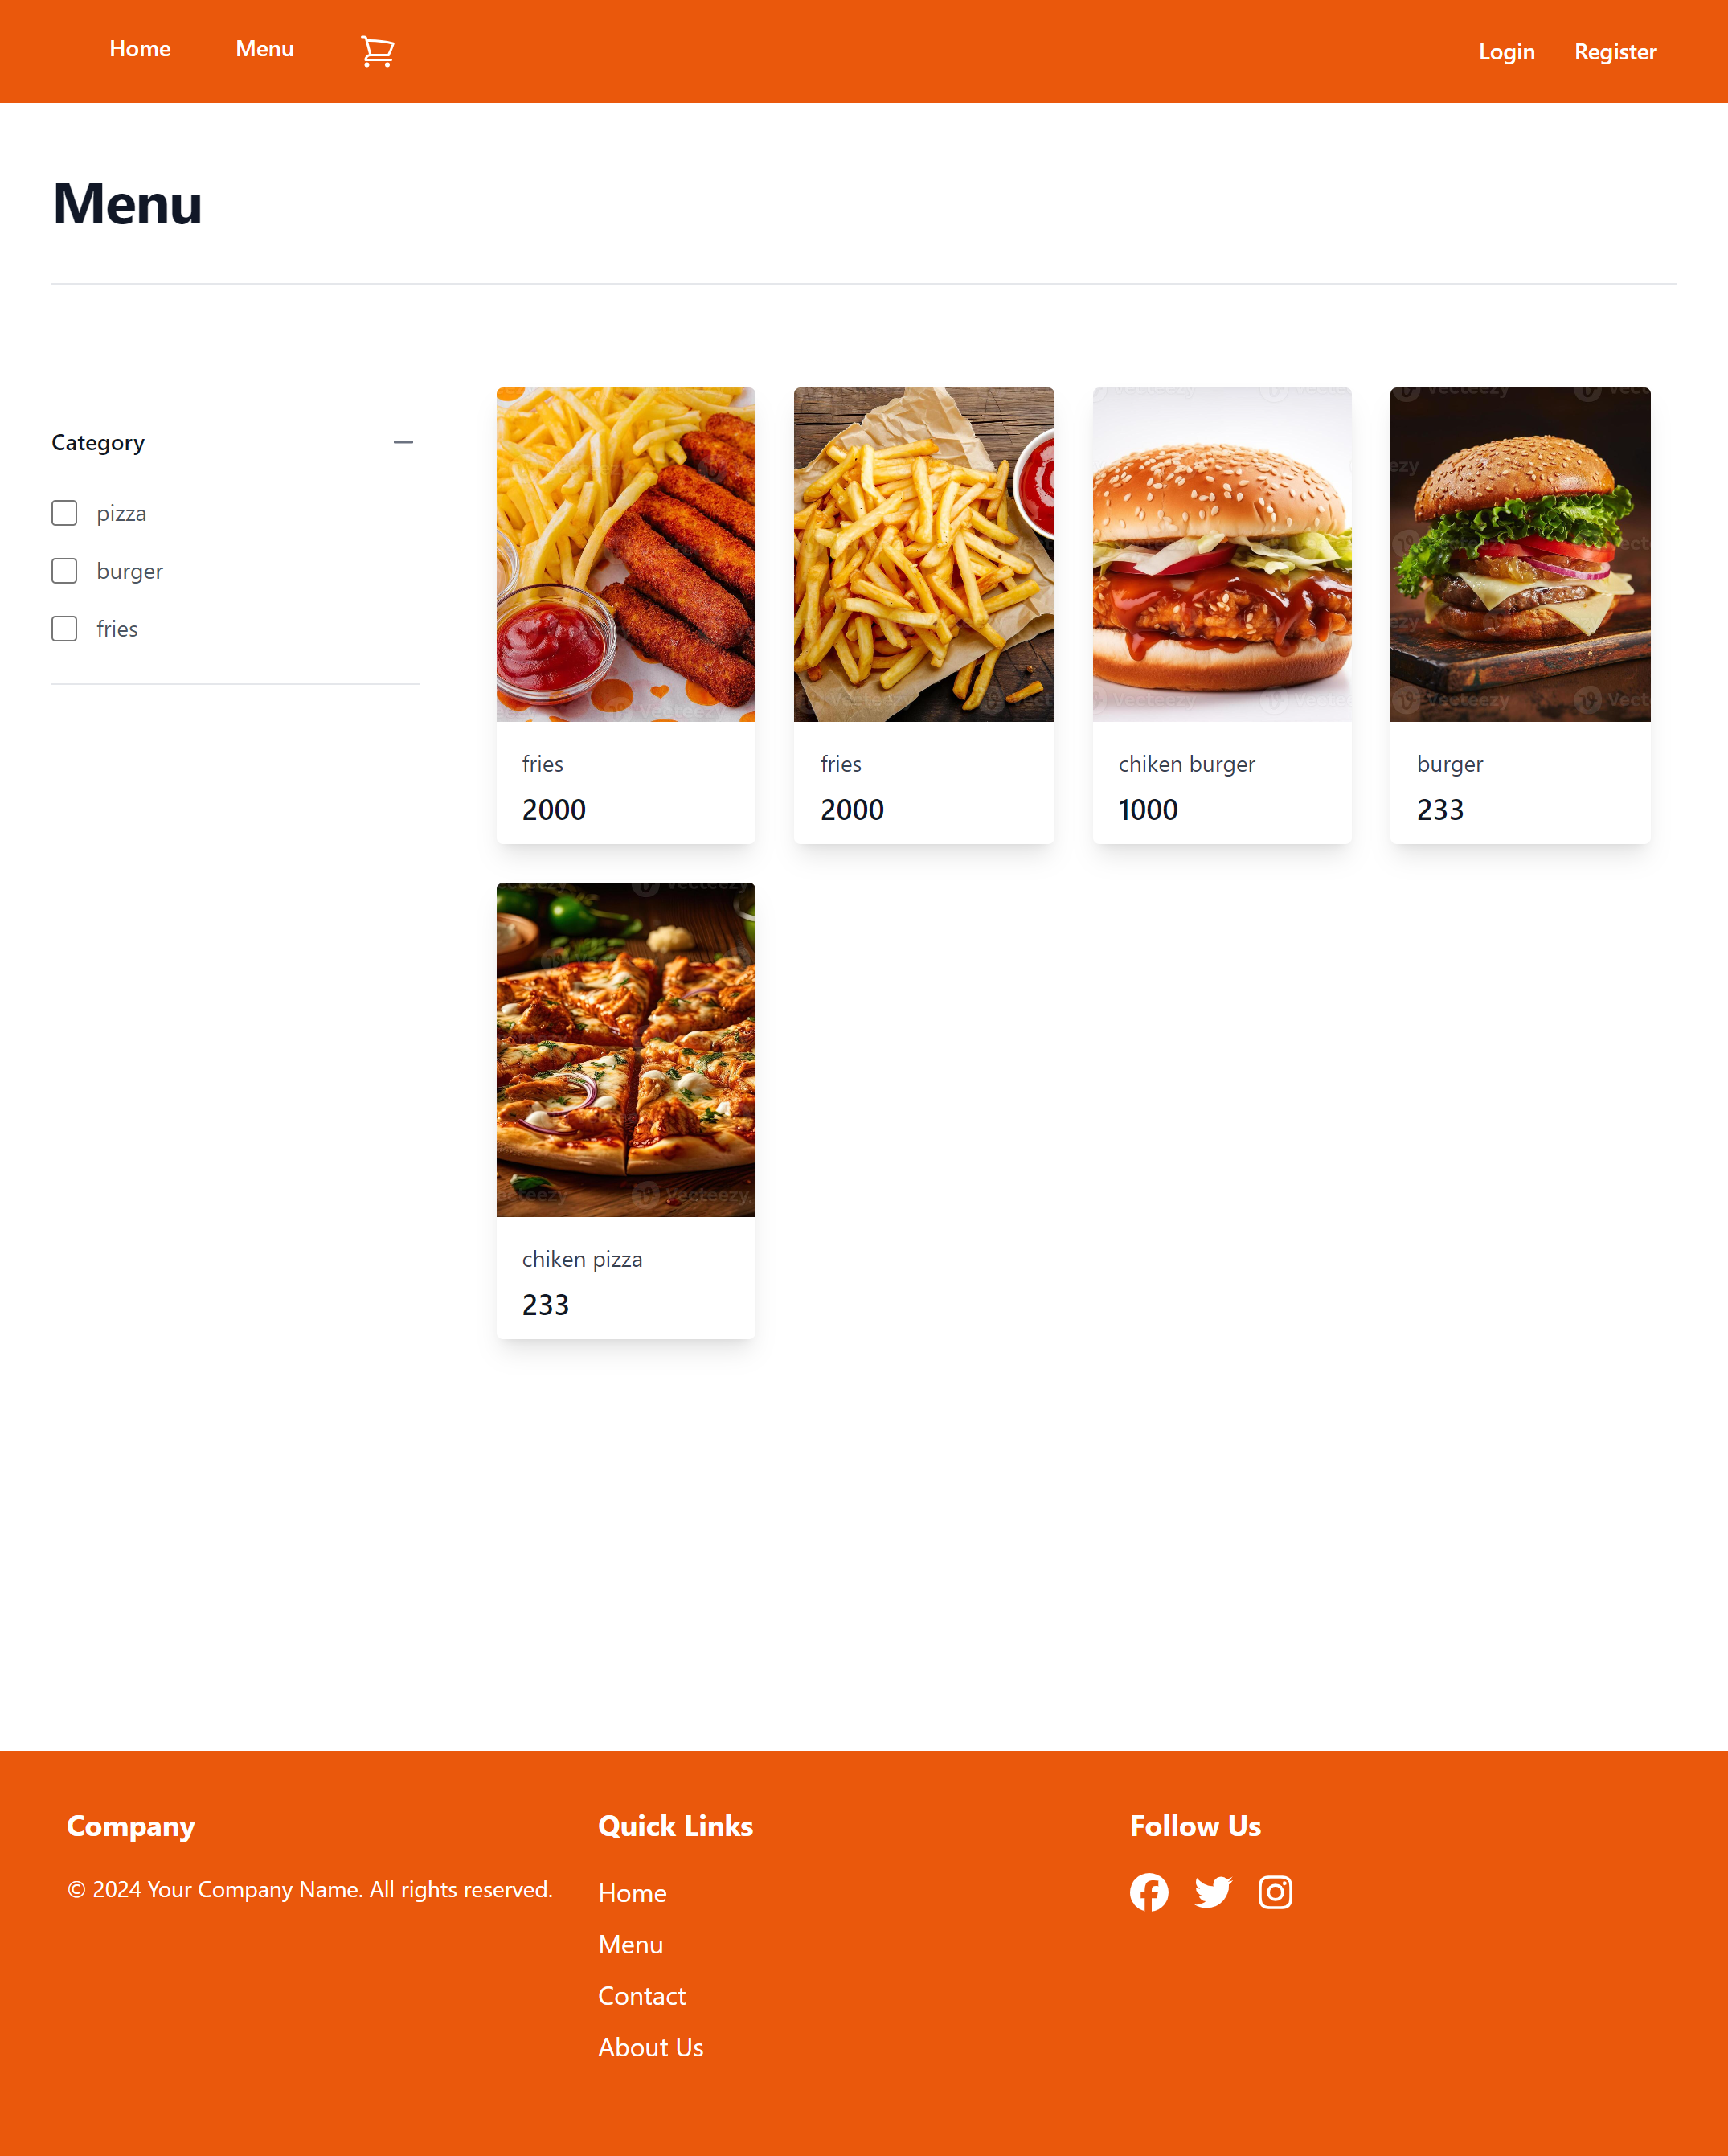 Home Menu Login Register
Menu
Category
pizza
burger
fries
fries
2000
fries
2000
chiken burger
1000
burger
233
Vecteezy
chiken pizza
233
Vecteezy
Company
© 2024 Your Company Name. All rights reserved.
Quick Links
Home
Menu
Contact
About Us
Follow Us